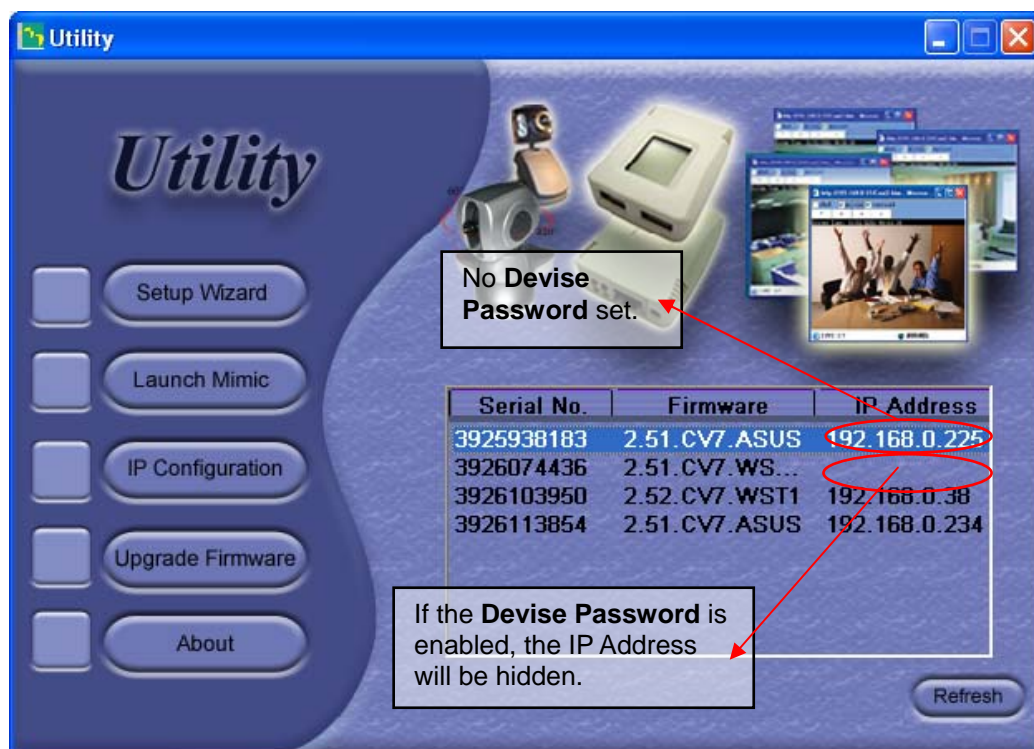 Utility
Utility
Setup Wizard
Launch Mimic
IP Configuration
Upgrade Firmware
About
No Devise
Password set.
Serial No. Firmware IP Address
3925938183 2.51.CV7.ASUS 192.168.0.225
3926074436 2.51.CV7.WS...
3926103950 2.52.CV7.WST1 192.168.0.38
3926113854 2.51.CV7.ASUS 192.168.0.234
If the Devise Password is
enabled, the IP Address
will be hidden.
Refresh